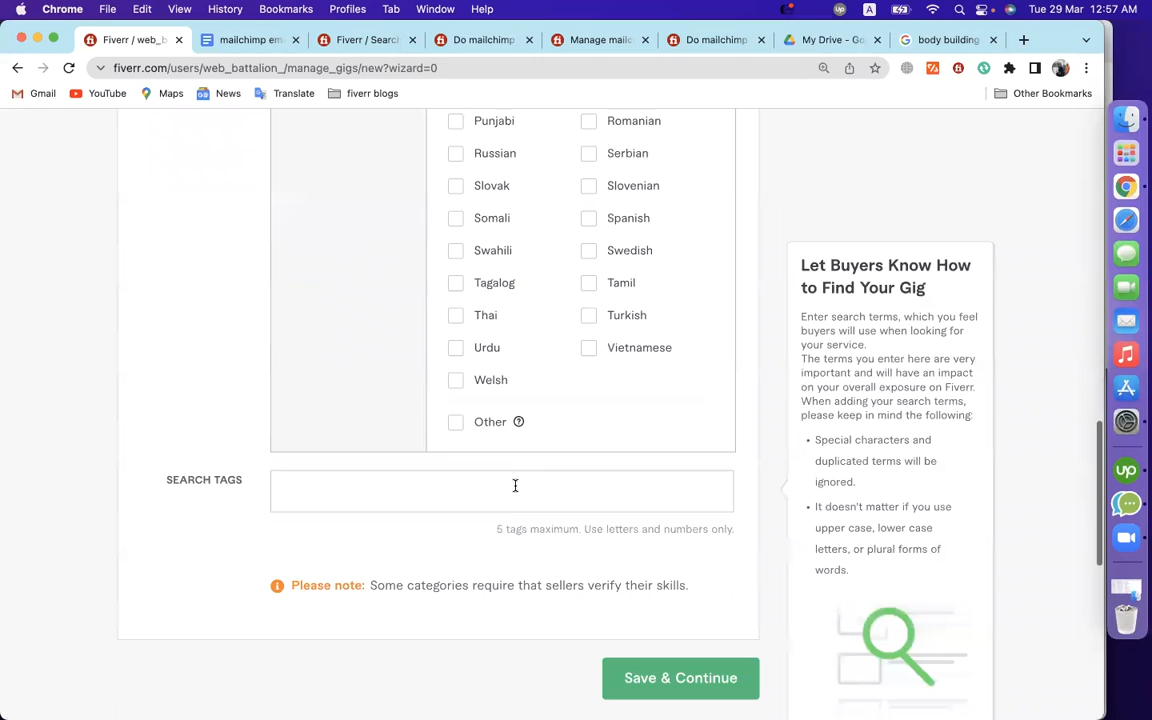 Chrome File Edit View History Bookmarks Profiles Tab Window Help
A
Tue 29 Mar 12:57 AM
Fiverr / web_b
mailchimp em
Fiverr / Search
Do mailchimp
Manage mailc
Do mailchimp
My Drive - Go
body building
fiverr.com/users/web_battalion_/manage_gigs/new?wizard=0
Gmail YouTube Maps News Translate fiverr blogs Other Bookmarks
Punjabi Romanian
Russian Serbian
Slovak Slovenian
Somali Spanish
Swahili Swedish
Tagalog Tamil
Thai Turkish
Urdu Vietnamese
Welsh
Other ?
SEARCH TAGS
5 tags maximum. Use letters and numbers only.
Please note: Some categories require that sellers verify their skills.
Save & Continue
Let Buyers Know How
to Find Your Gig
Enter search terms, which you feel
buyers will use when looking for
your service.
The terms you enter here are very
important and will have an impact
on your overall exposure on Fiverr.
When adding your search terms,
please keep in mind the following:
• Special characters and
duplicated terms will be
ignored.
• It doesn't matter if you use
upper case, lower case
letters, or plural forms of
words.
up